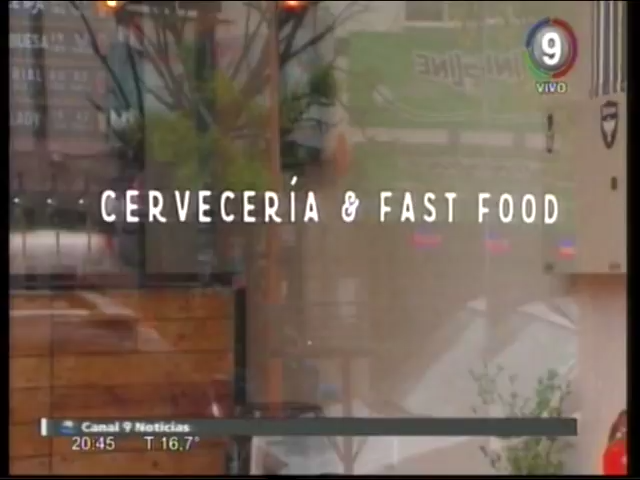 9
VIVO
CERVECERÍA & FAST FOOD
Canal 9 Noticias
20:45 T 16,7°